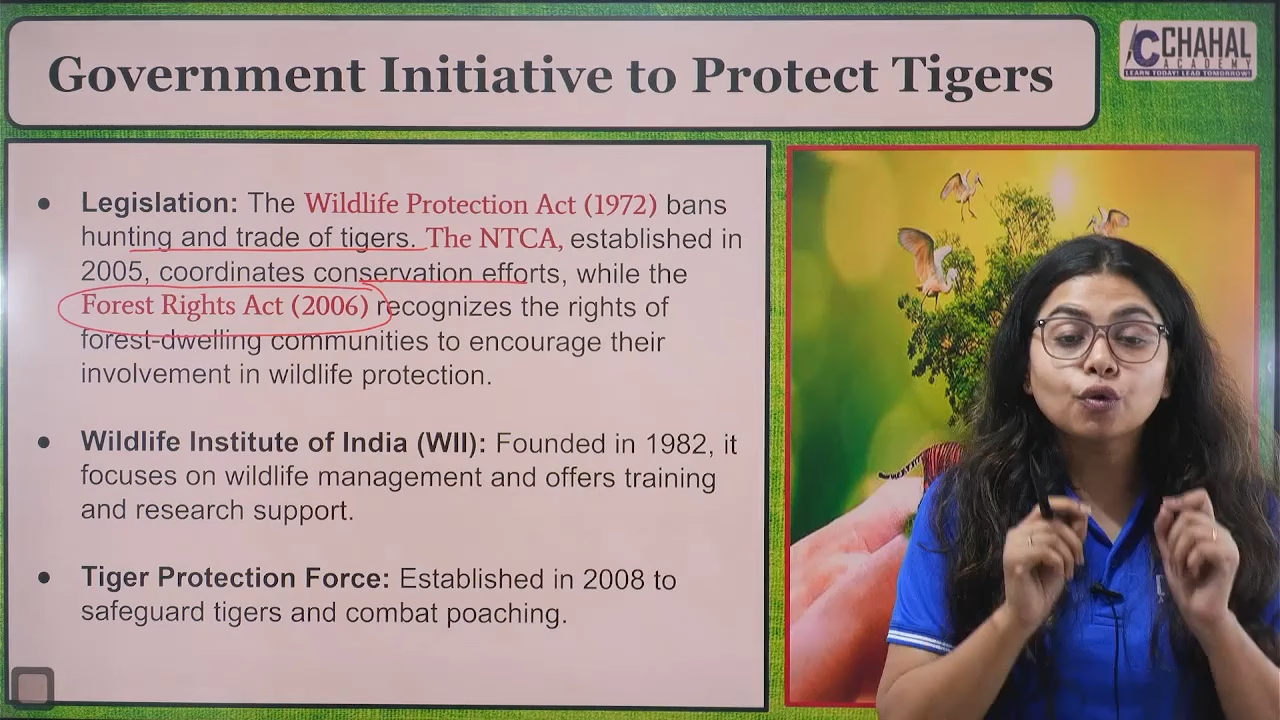 Government Initiative to Protect Tigers
CHAHAL
ACADEMY
LEARN TODAY! LEAD TOMORROW!
● Legislation: The Wildlife Protection Act (1972) bans
hunting and trade of tigers. The NTCA, established in
2005, coordinates conservation efforts, while the
Forest Rights Act (2006) recognizes the rights of
forest-dwelling communities to encourage their
involvement in wildlife protection.
● Wildlife Institute of India (WII): Founded in 1982, it
focuses on wildlife management and offers training
and research support.
● Tiger Protection Force: Established in 2008 to
safeguard tigers and combat poaching.